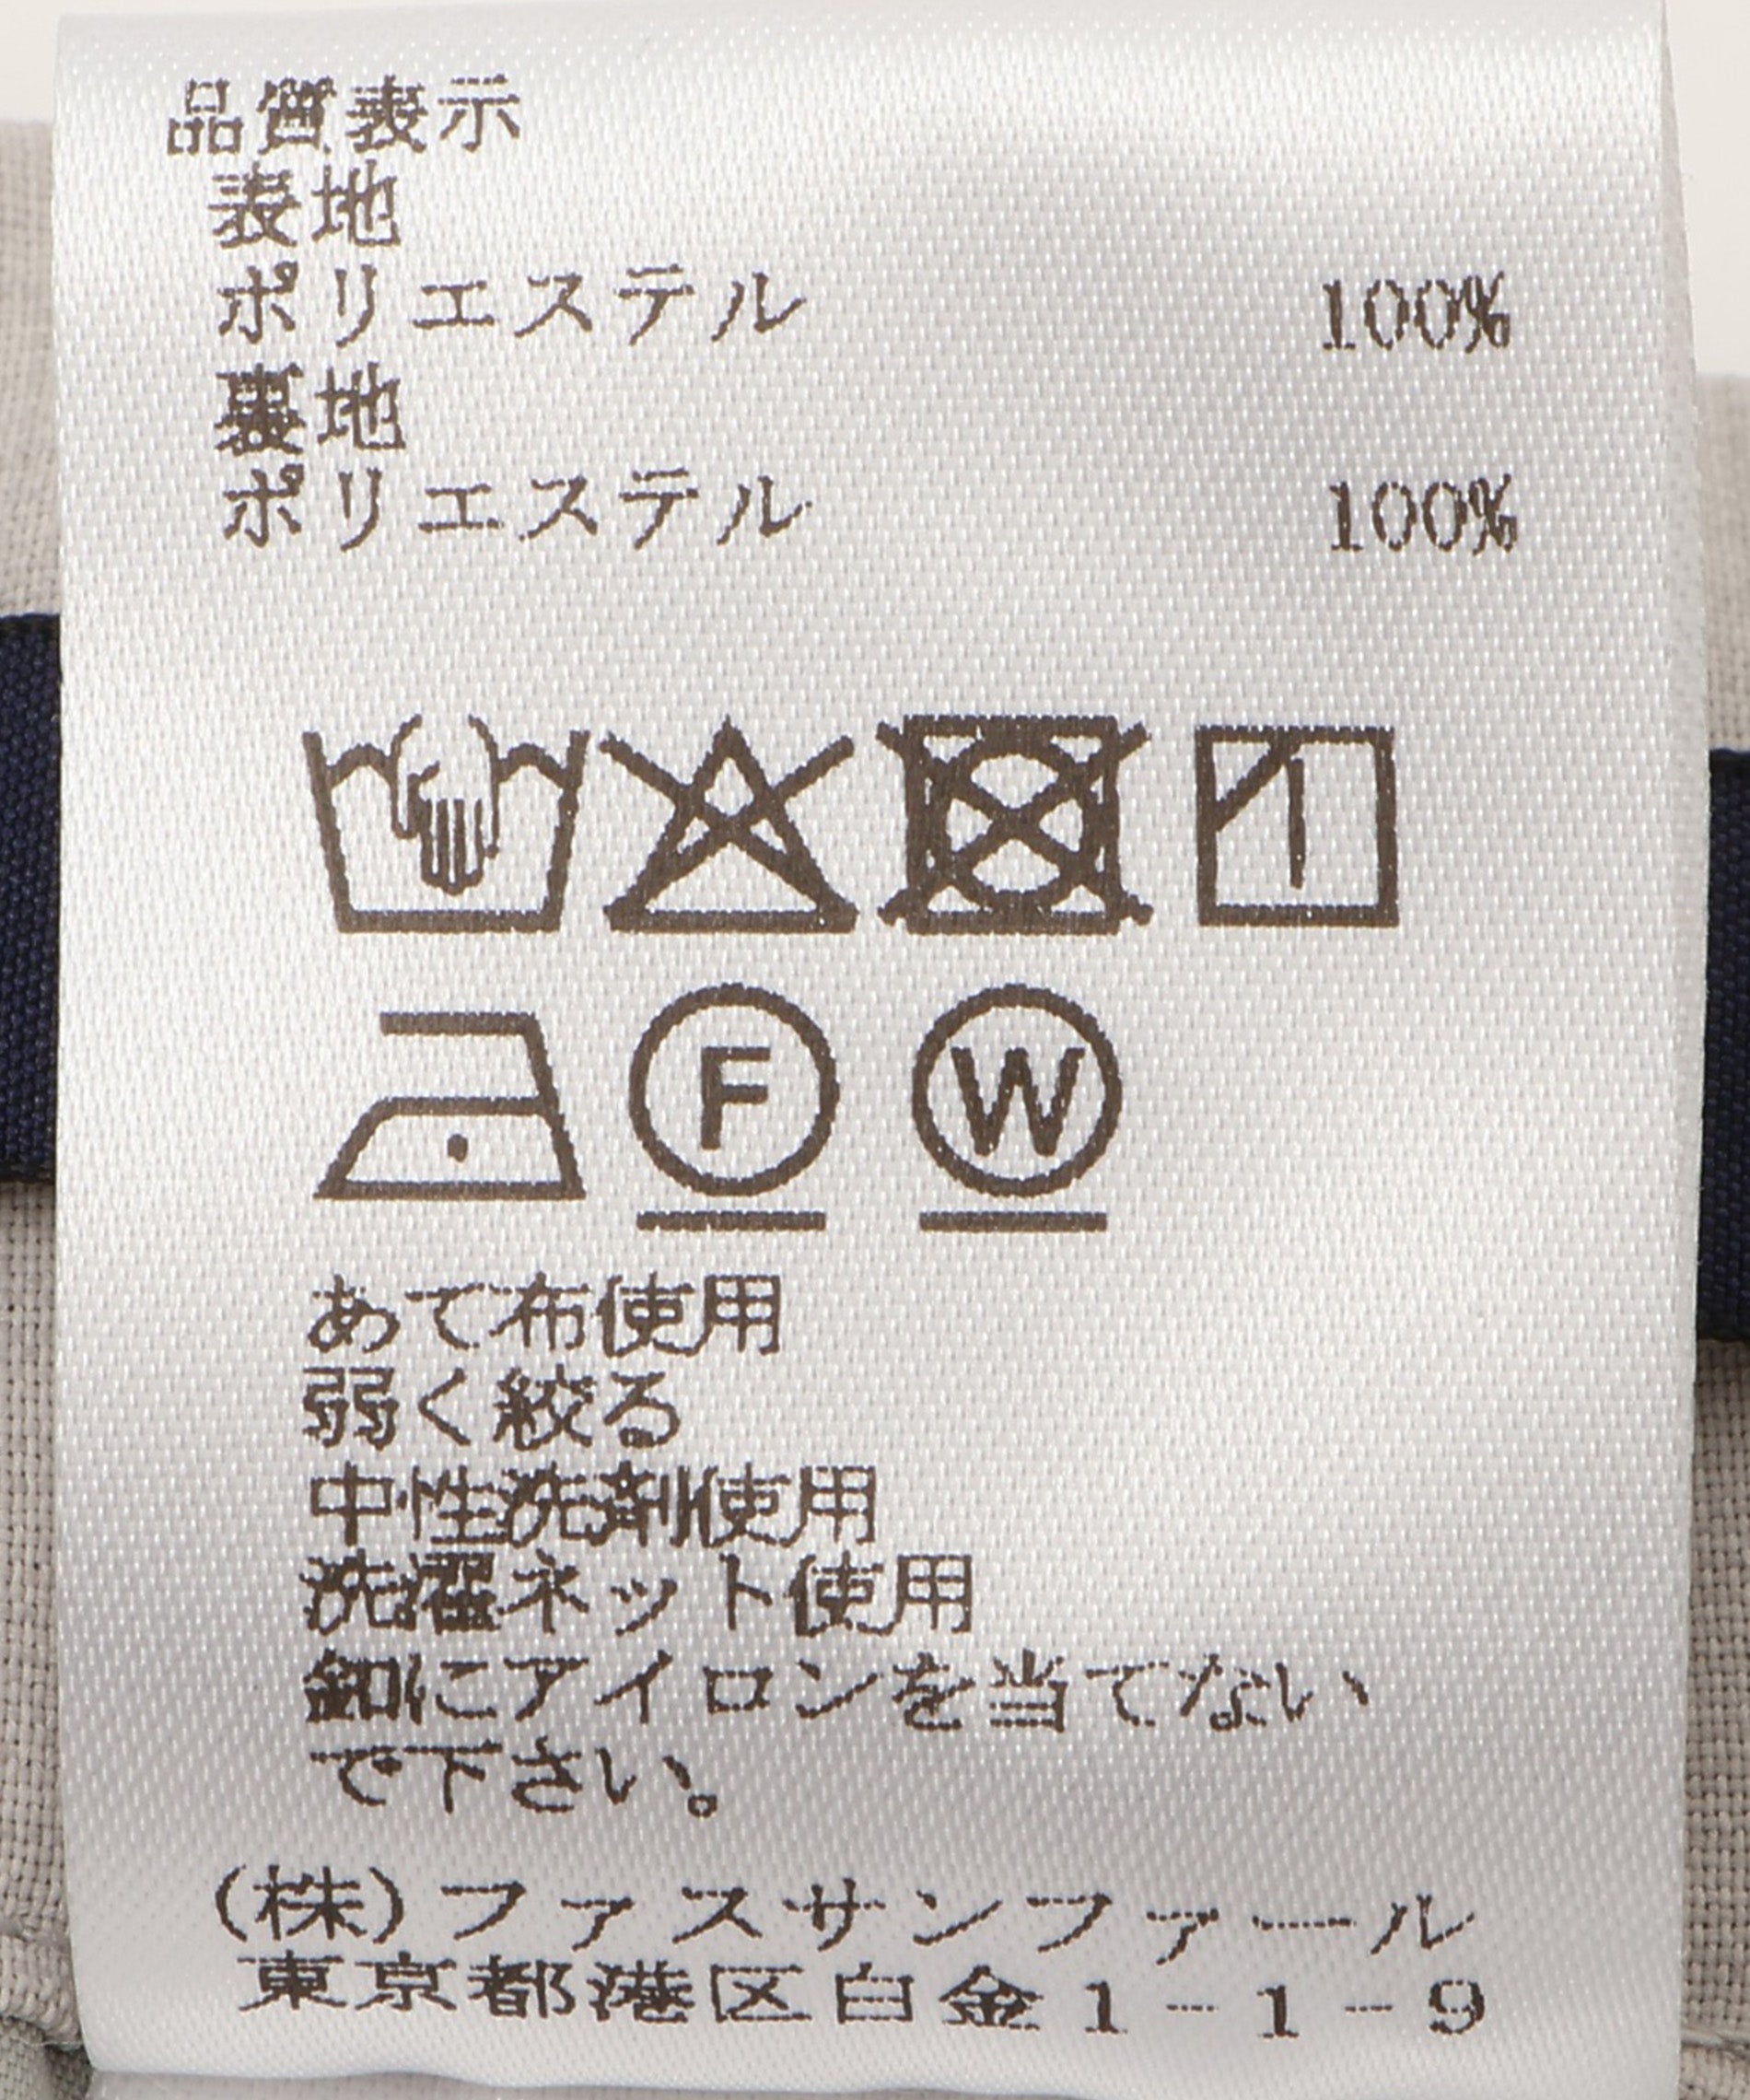 品質表示
表地
ポリエステル 100%
裏地
ポリエステル 100%
F W
あて布使用
弱く絞る
中性洗剤使用
洗濯ネット使用
釦にアイロンを当てない
で下さい。
(株)ファスサンファール
東京都港区白金1-1-9